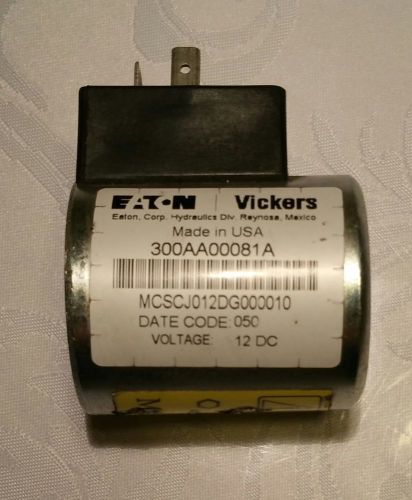 EATON Vickers
Eaton, Corp. Hydraulics Div. Reynosa, Mexico
Made in USA
300AA00081A
MCSCJ012DG000010
DATE CODE: 050
VOLTAGE: 12 DC